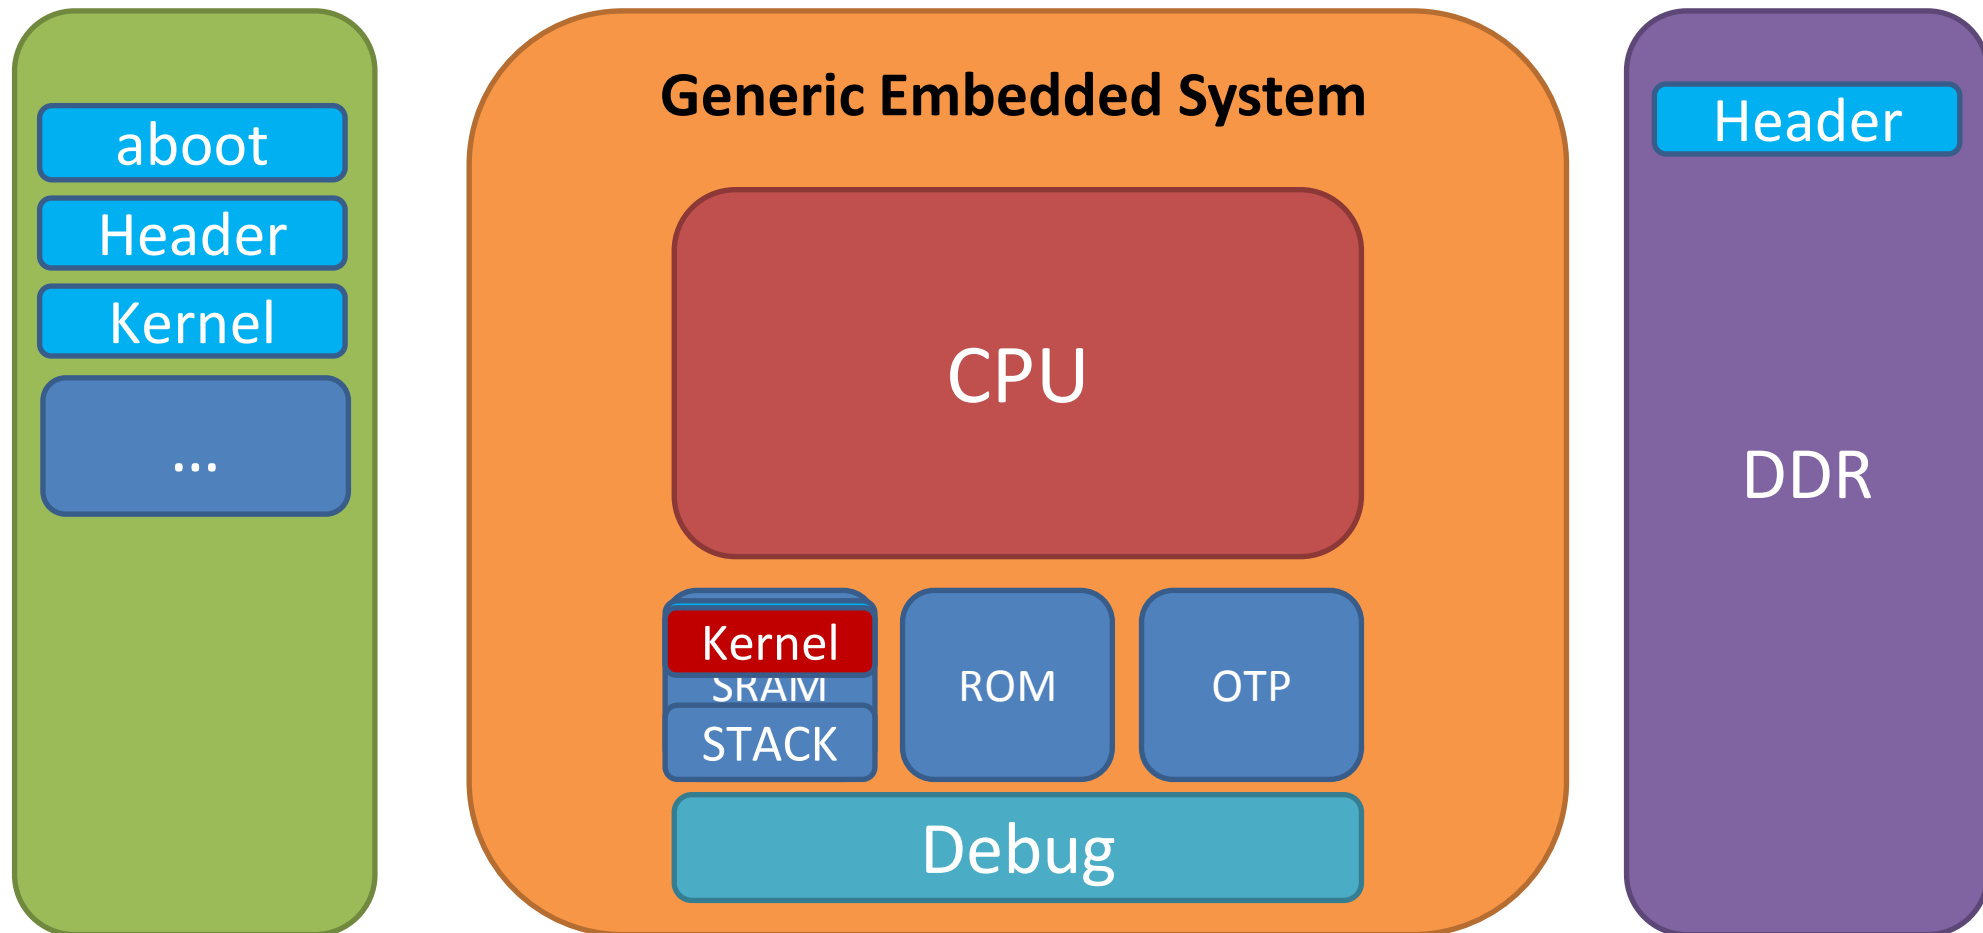 aboot
Header
Kernel
...
Generic Embedded System
CPU
Kernel
SRAM
STACK
ROM
OTP
Debug
Header
DDR